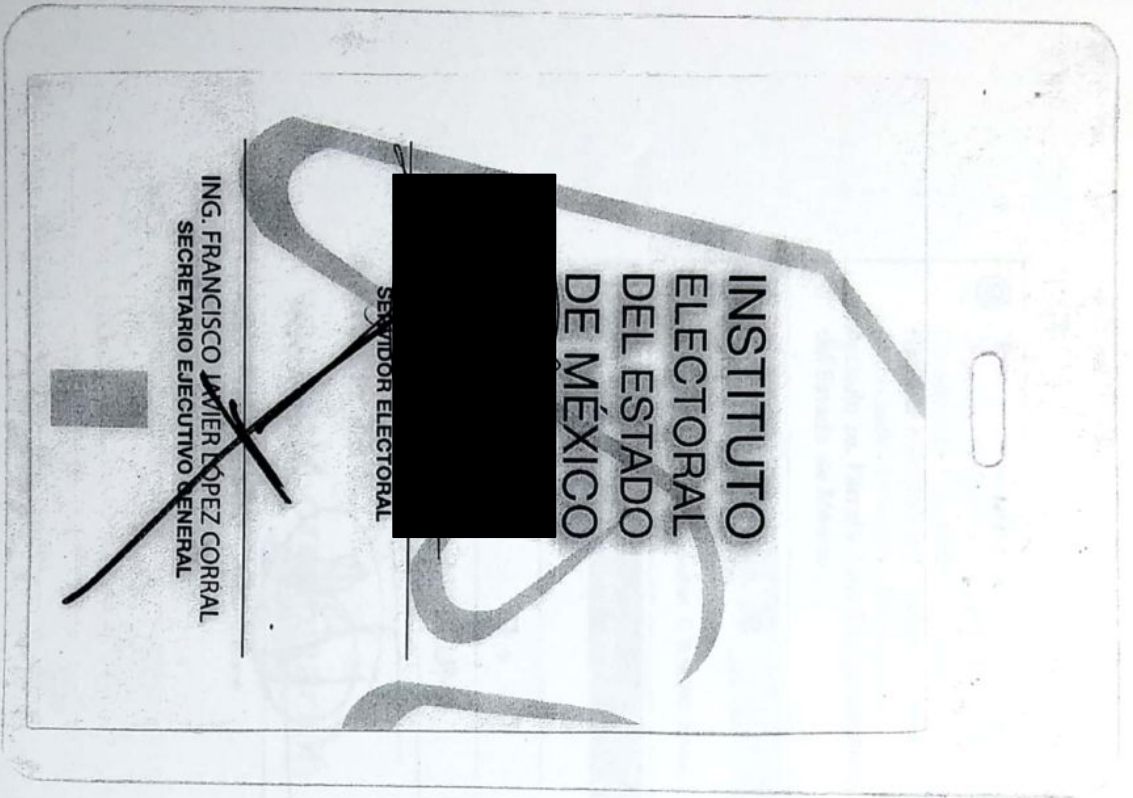 INSTITUTO
ELECTORAL
DEL ESTADO
DE MÉXICO
SERVIDOR ELECTORAL
ING. FRANCISCO JAVIER LÓPEZ CORRAL
SECRETARIO EJECUTIVO GENERAL